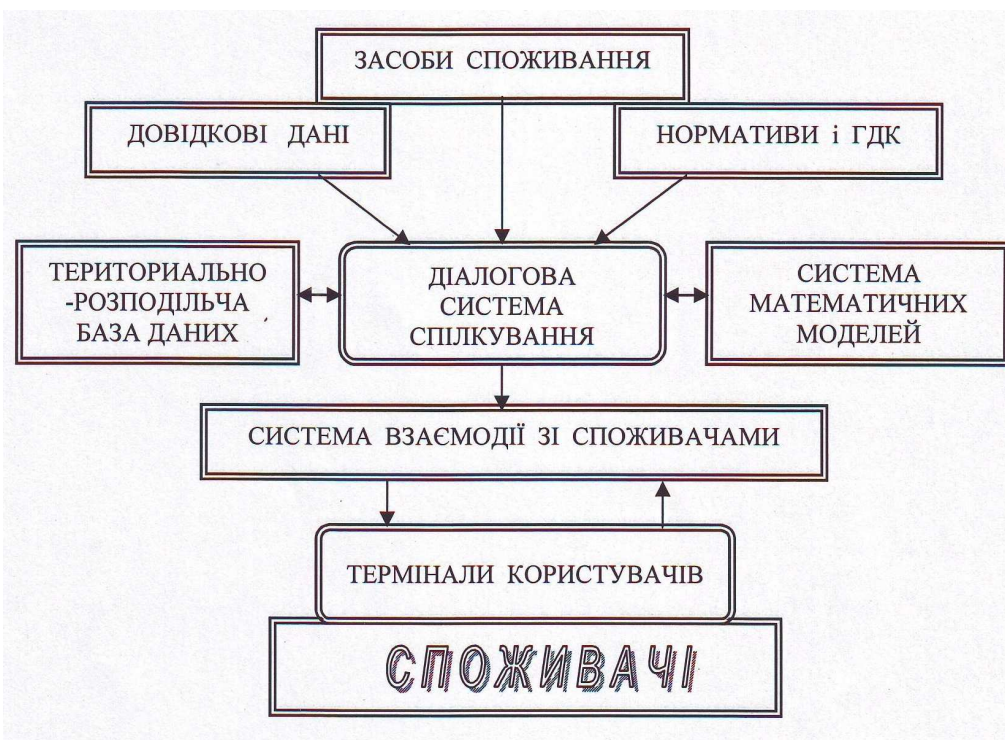 ЗАСОБИ СПОЖИВАННЯ
ДОВІДКОВІ ДАНІ
НОРМАТИВИ і ГДК
ТЕРИТОРИАЛЬНО
-РОЗПОДІЛЬЧА
БАЗА ДАНИХ
ДІАЛОГОВА
СИСТЕМА
СПІЛКУВАННЯ
СИСТЕМА
МАТЕМАТИЧНИХ
МОДЕЛЕЙ
СИСТЕМА ВЗАЄМОДІЇ ЗІ СПОЖИВАЧАМИ
ТЕРМІНАЛИ КОРИСТУВАЧІВ
СПОЖИВАЧІ